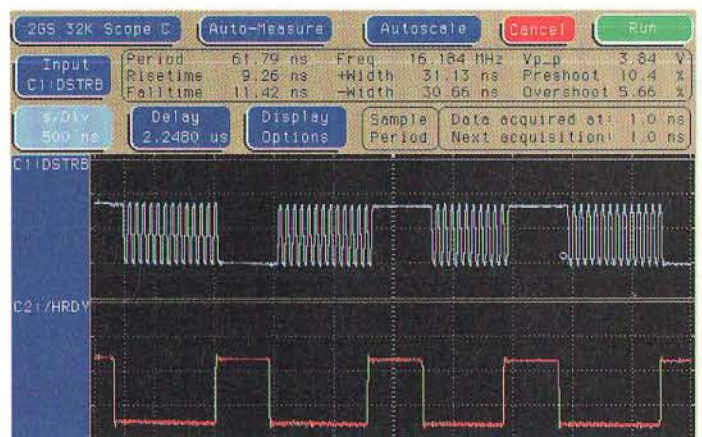 2GS 32K Scope C Auto-Measure Autoscale Cancel Run
Input
C1:DSTRB
Period 61.79 ns Freq 16.184 MHz Vp_p 3.84 V
Risetime 9.26 ns +Width 31.13 ns Preshoot 10.4 %
Falltime 11.42 ns -Width 30.66 ns Overshoot 5.66 %
s/Div
500 ns
Delay
2.2480 us
Display
Options
Sample
Period
Data acquired at: 1.0 ns
Next acquisition: 1.0 ns
C1:DSTRB
C2:/HRDY